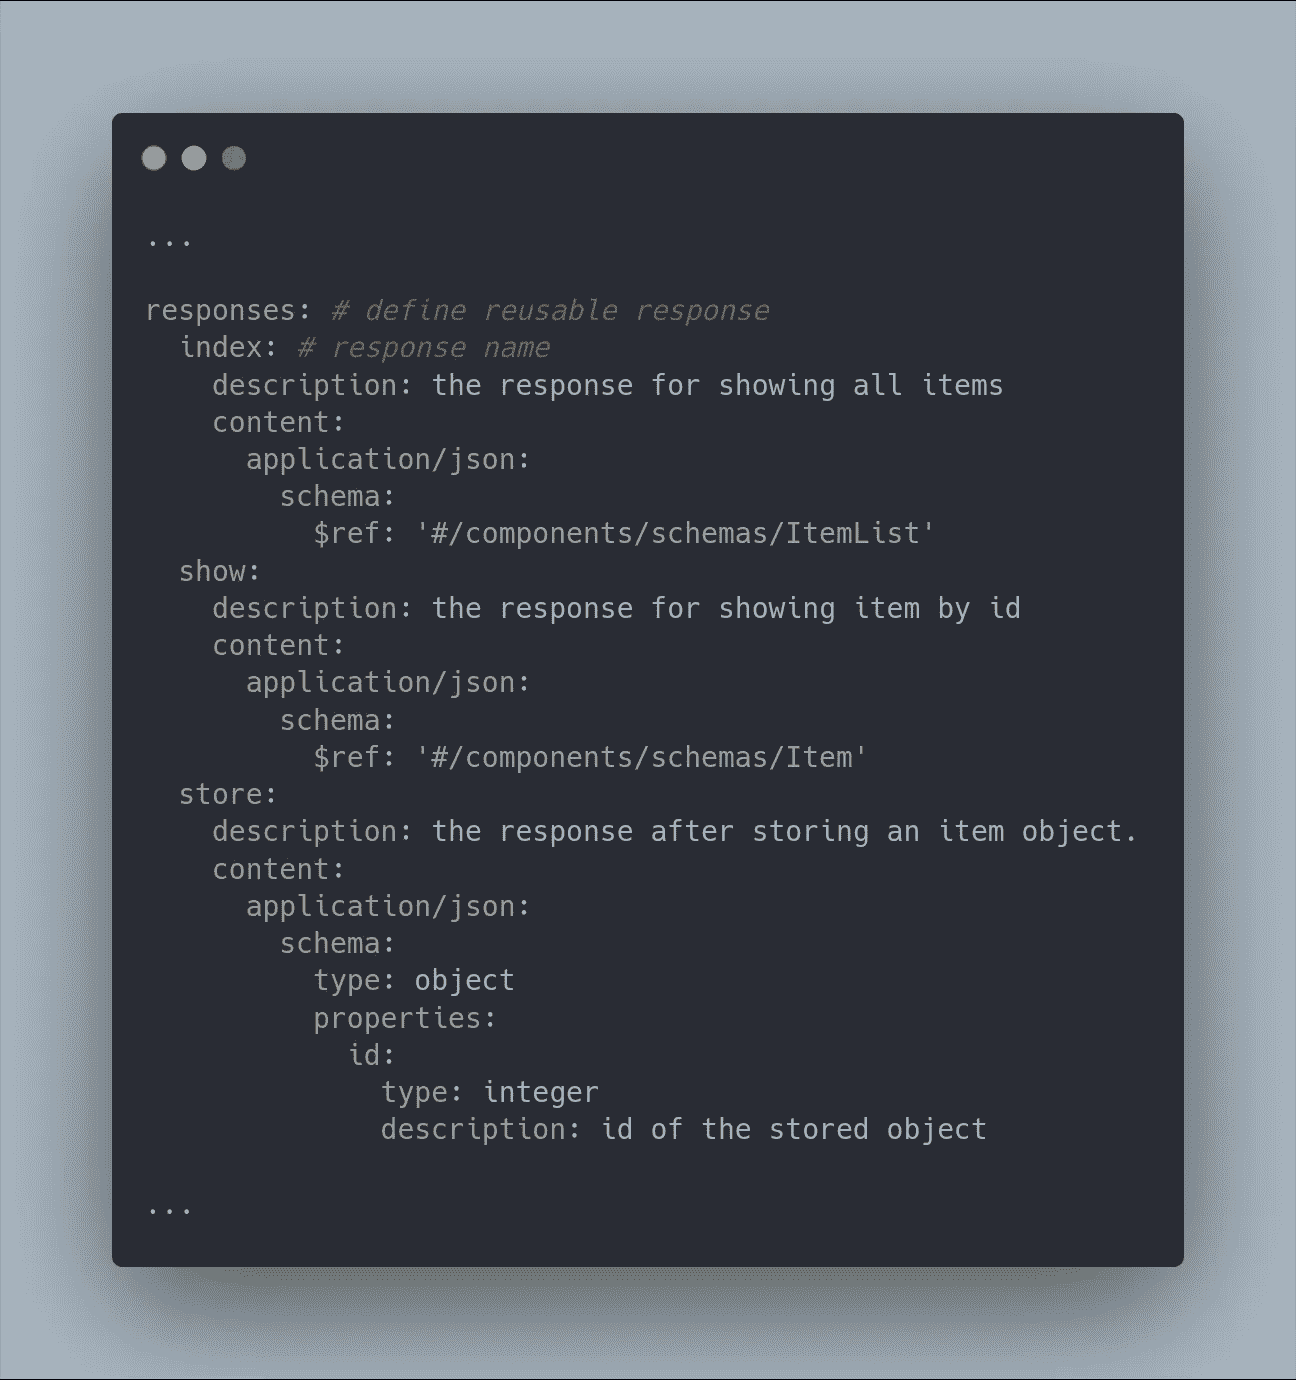 ...
responses: # define reusable response
  index: # response name
    description: the response for showing all items
    content:
      application/json:
        schema:
          $ref: '#/components/schemas/ItemList'
  show:
    description: the response for showing item by id
    content:
      application/json:
        schema:
          $ref: '#/components/schemas/Item'
  store:
    description: the response after storing an item object.
    content:
      application/json:
        schema:
          type: object
          properties:
            id:
              type: integer
              description: id of the stored object
...